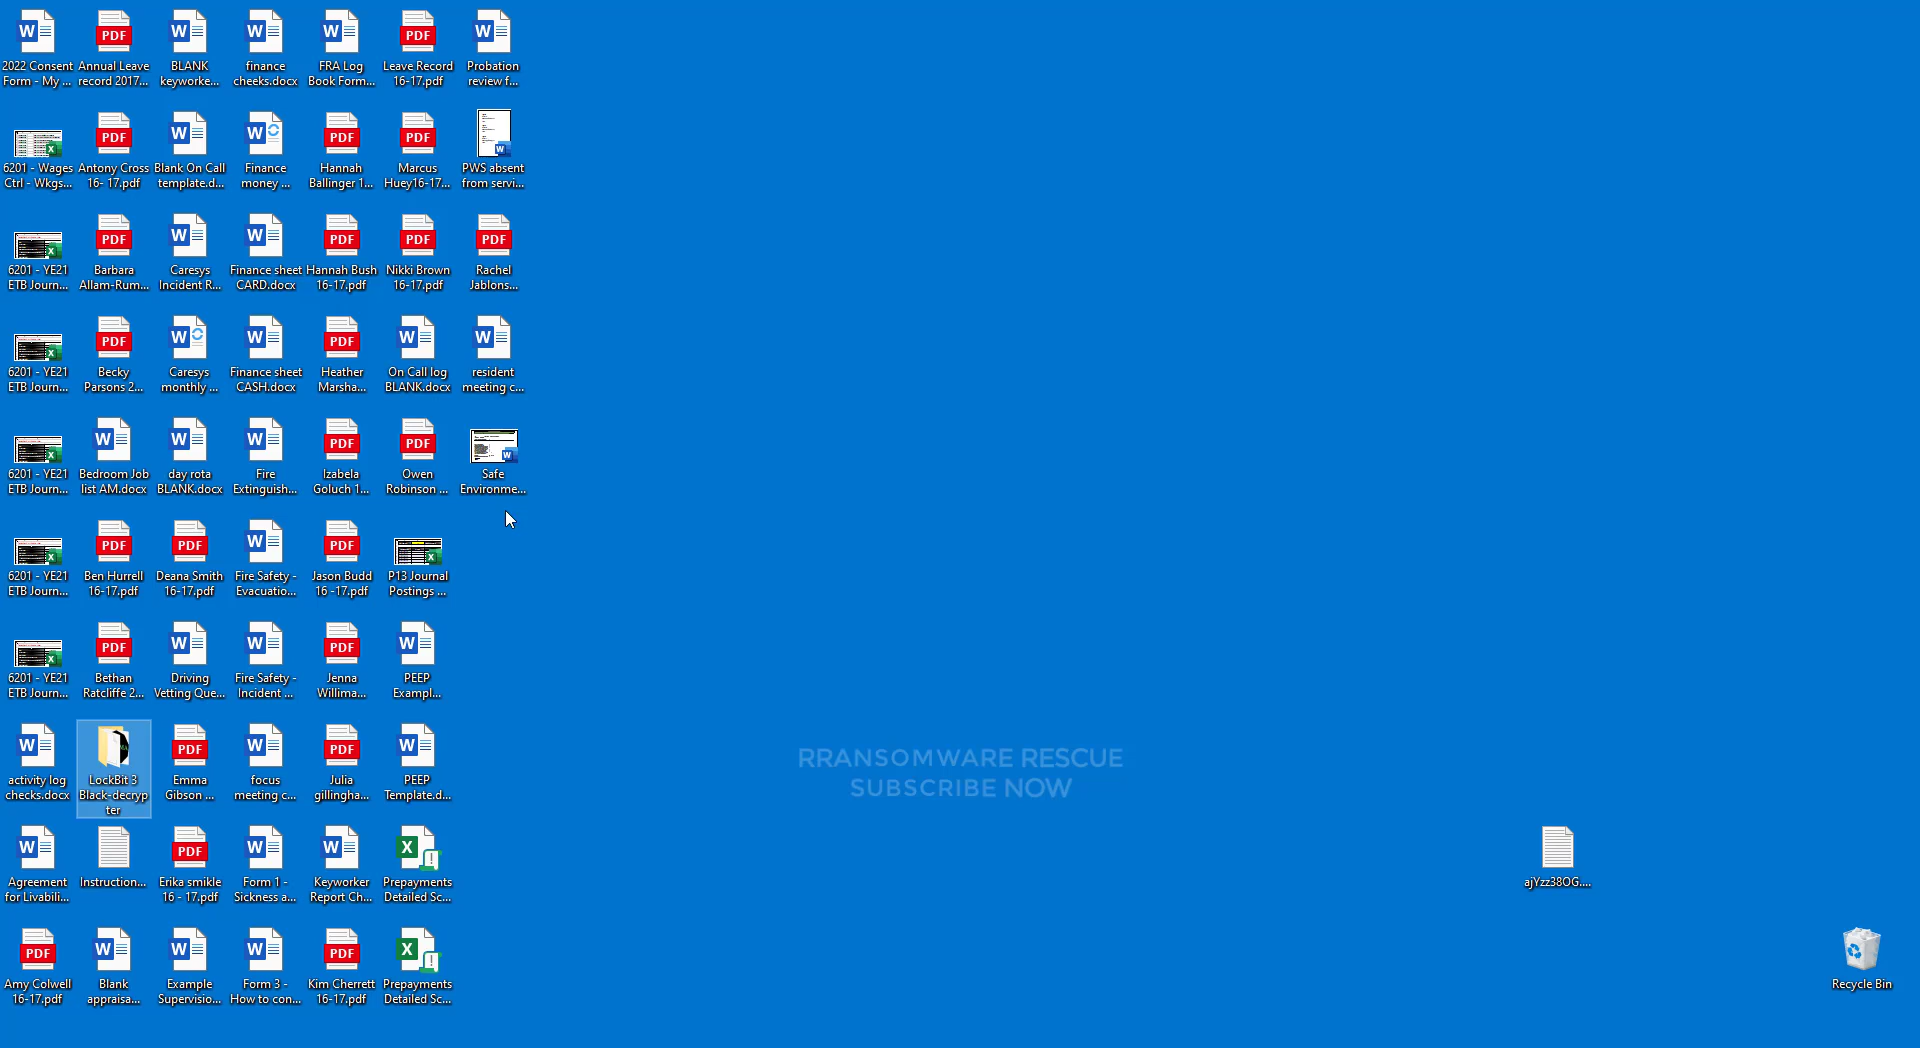 2022 Consent
Form - My ...
Annual Leave
record 2017...
BLANK
keyworke...
finance
cheeks.docx
FRA Log
Book Form...
Leave Record
16-17.pdf
Probation
review f...
6201 - Wages
Ctrl - Wkgs...
Antony Cross
16- 17.pdf
Blank On Call
template.d...
Finance
money ...
Hannah
Ballinger 1...
Marcus
Huey16-17...
PWS absent
from servi...
6201 - YE21
ETB Journ...
Barbara
Allam-Rum...
Caresys
Incident R...
Finance sheet
CARD.docx
Hannah Bush
16-17.pdf
Nikki Brown
16-17.pdf
Rachel
Jablons...
6201 - YE21
ETB Journ...
Becky
Parsons 2...
Caresys
monthly ...
Finance sheet
CASH.docx
Heather
Marsha...
On Call log
BLANK.docx
resident
meeting c...
6201 - YE21
ETB Journ...
Bedroom Job
list AM.docx
day rota
BLANK.docx
Fire
Extinguish...
Izabela
Goluch 1...
Owen
Robinson ...
Safe
Environme...
6201 - YE21
ETB Journ...
Ben Hurrell
16-17.pdf
Deana Smith
16-17.pdf
Fire Safety -
Evacuatio...
Jason Budd
16 -17.pdf
P13 Journal
Postings ...
6201 - YE21
ETB Journ...
Bethan
Ratcliffe 2...
Driving
Vetting Que...
Fire Safety -
Incident ...
Jenna
Willima...
PEEP
Exampl...
activity log
checks.docx
LockBit 3
Black-decryp
ter
Emma
Gibson ...
focus
meeting c...
Julia
gillingha...
PEEP
Template.d...
RRANSOMWARE RESCUE
SUBSCRIBE NOW
Agreement
for Livabili...
Instruction...
Erika smikle
16 - 17.pdf
Form 1 -
Sickness a...
Keyworker
Report Ch...
Prepayments
Detailed Sc...
ajYzz38OG....
Amy Colwell
16-17.pdf
Blank
appraisa...
Example
Supervisio...
Form 3 -
How to con...
Kim Cherrett
16-17.pdf
Prepayments
Detailed Sc...
Recycle Bin